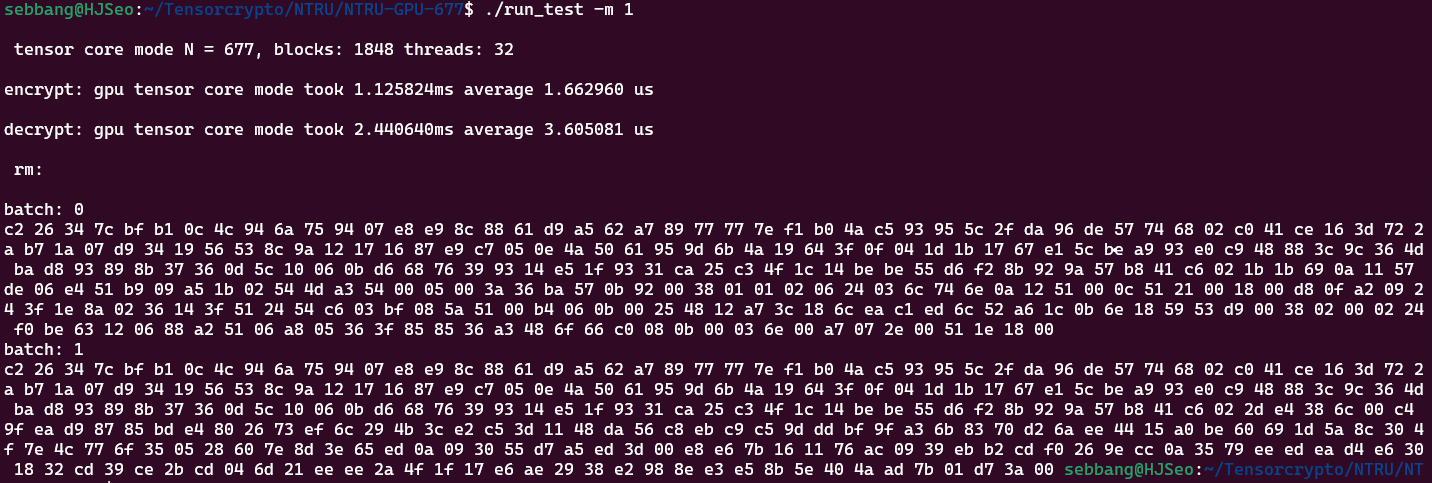 sebbang@HJSeo:~/Tensorcrypto/NTRU/NTRU-GPU-677$ ./run_test -m 1
tensor core mode N = 677, blocks: 1848 threads: 32
encrypt: gpu tensor core mode took 1.125824ms average 1.662960 us
decrypt: gpu tensor core mode took 2.440640ms average 3.605081 us
rm:
batch: 0
c2 26 34 7c bf b1 0c 4c 94 6a 75 94 07 e8 e9 8c 88 61 d9 a5 62 a7 89 77 77 7e f1 b0 4a c5 93 95 5c 2f da 96 de 57 74 68 02 c0 41 ce 16 3d 72 2
a b7 1a 07 d9 34 19 56 53 8c 9a 12 17 16 87 e9 c7 05 0e 4a 50 61 95 9d 6b 4a 19 64 3f 0f 04 1d 1b 17 67 e1 5c be a9 93 e0 c9 48 88 3c 9c 36 4d
ba d8 93 89 8b 37 36 0d 5c 10 06 0b d6 68 76 39 93 14 e5 1f 93 31 ca 25 c3 4f 1c 14 be be 55 d6 f2 8b 92 9a 57 b8 41 c6 02 1b 1b 69 0a 11 57
de 06 e4 51 b9 09 a5 1b 02 54 4d a3 54 00 05 00 3a 36 ba 57 0b 92 00 38 01 01 02 06 24 03 6c 74 6e 0a 12 51 00 0c 51 21 00 18 00 d8 0f a2 09 2
4 3f 1e 8a 02 36 14 3f 51 24 54 c6 03 bf 08 5a 51 00 b4 06 0b 00 25 48 12 a7 3c 18 6c ea c1 ed 6c 52 a6 1c 0b 6e 18 59 53 d9 00 38 02 00 02 24
f0 be 63 12 06 88 a2 51 06 a8 05 36 3f 85 85 36 a3 48 6f 66 c0 08 0b 00 03 6e 00 a7 07 2e 00 51 1e 18 00
batch: 1
c2 26 34 7c bf b1 0c 4c 94 6a 75 94 07 e8 e9 8c 88 61 d9 a5 62 a7 89 77 77 7e f1 b0 4a c5 93 95 5c 2f da 96 de 57 74 68 02 c0 41 ce 16 3d 72 2
a b7 1a 07 d9 34 19 56 53 8c 9a 12 17 16 87 e9 c7 05 0e 4a 50 61 95 9d 6b 4a 19 64 3f 0f 04 1d 1b 17 67 e1 5c be a9 93 e0 c9 48 88 3c 9c 36 4d
ba d8 93 89 8b 37 36 0d 5c 10 06 0b d6 68 76 39 93 14 e5 1f 93 31 ca 25 c3 4f 1c 14 be be 55 d6 f2 8b 92 9a 57 b8 41 c6 02 2d e4 38 6c 00 c4
9f ea d9 87 85 bd e4 80 26 73 ef 6c 29 4b 3c e2 c5 3d 11 48 da 56 c8 eb c9 c5 9d dd bf 9f a3 6b 83 70 d2 6a ee 44 15 a0 be 60 69 1d 5a 8c 30 4
f 7e 4c 77 6f 35 05 28 60 7e 8d 3e 65 ed 0a 09 30 55 d7 a5 ed 3d 00 e8 e6 7b 16 11 76 ac 09 39 eb b2 cd f0 26 9e cc 0a 35 79 ee ed ea d4 e6 30
18 32 cd 39 ce 2b cd 04 6d 21 ee ee 2a 4f 1f 17 e6 ae 29 38 e2 98 8e e3 e5 8b 5e 40 4a ad 7b 01 d7 3a 00 sebbang@HJSeo:~/Tensorcrypto/NTRU/NT